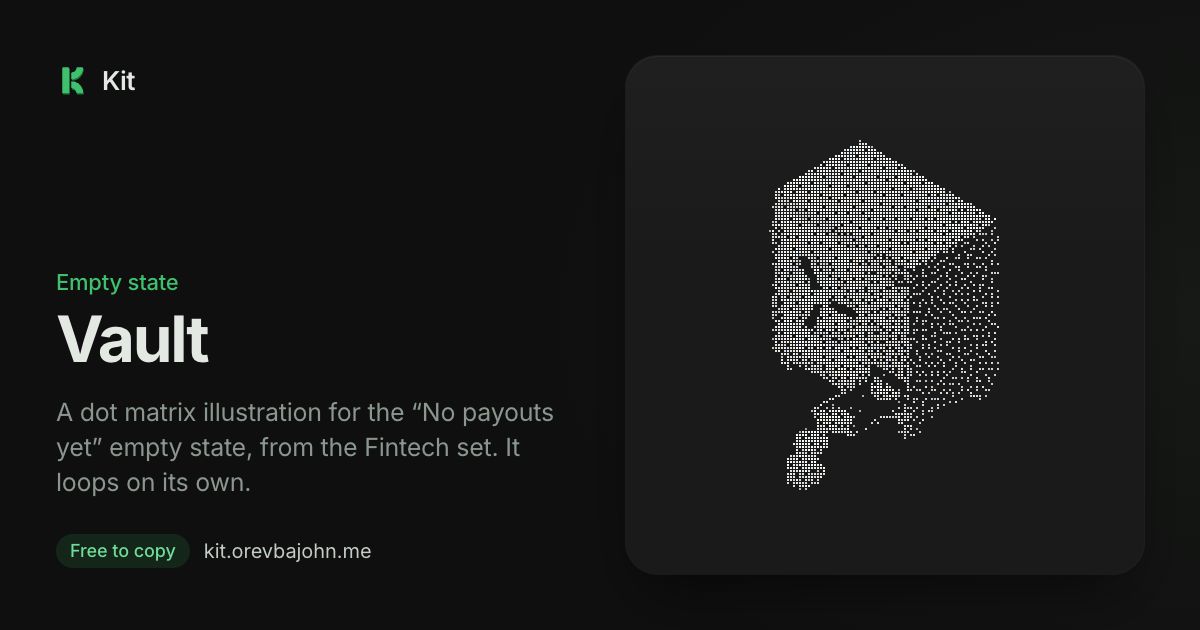 Kit
Empty state
Vault
A dot matrix illustration for the “No payouts
yet” empty state, from the Fintech set. It
loops on its own.
Free to copy
kit.orevbajohn.me